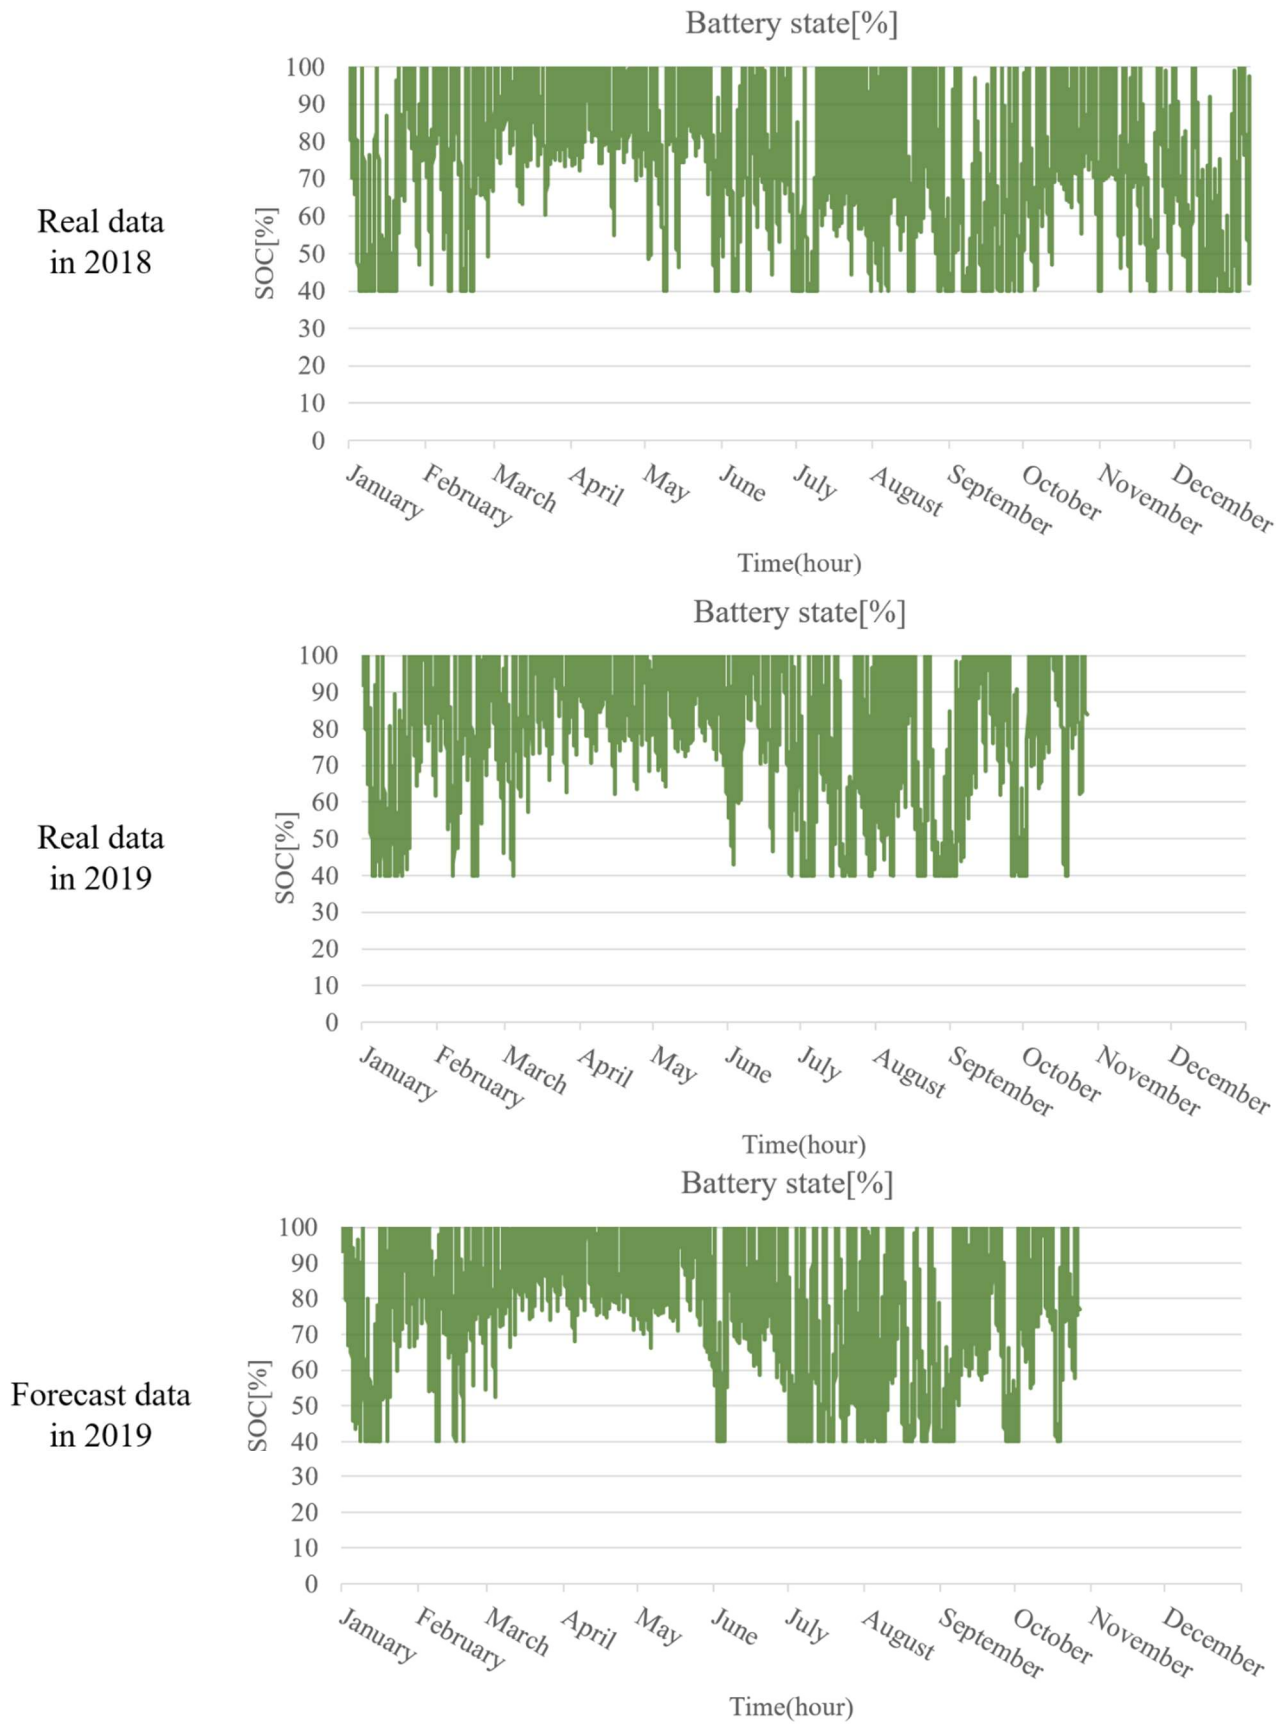 Battery state[%]
100
90
80
70
60
50
40
30
20
10
0
SOC[%]
Real data
in 2018
January
February
March
April
May
June
July
August
September
October
November
December
Time(hour)
Battery state[%]
100
90
80
70
60
50
40
30
20
10
0
SOC[%]
Real data
in 2019
January
February
March
April
May
June
July
August
September
October
November
December
Time(hour)
Battery state[%]
100
90
80
70
60
50
40
30
20
10
0
SOC[%]
Forecast data
in 2019
January
February
March
April
May
June
July
August
September
October
November
December
Time(hour)